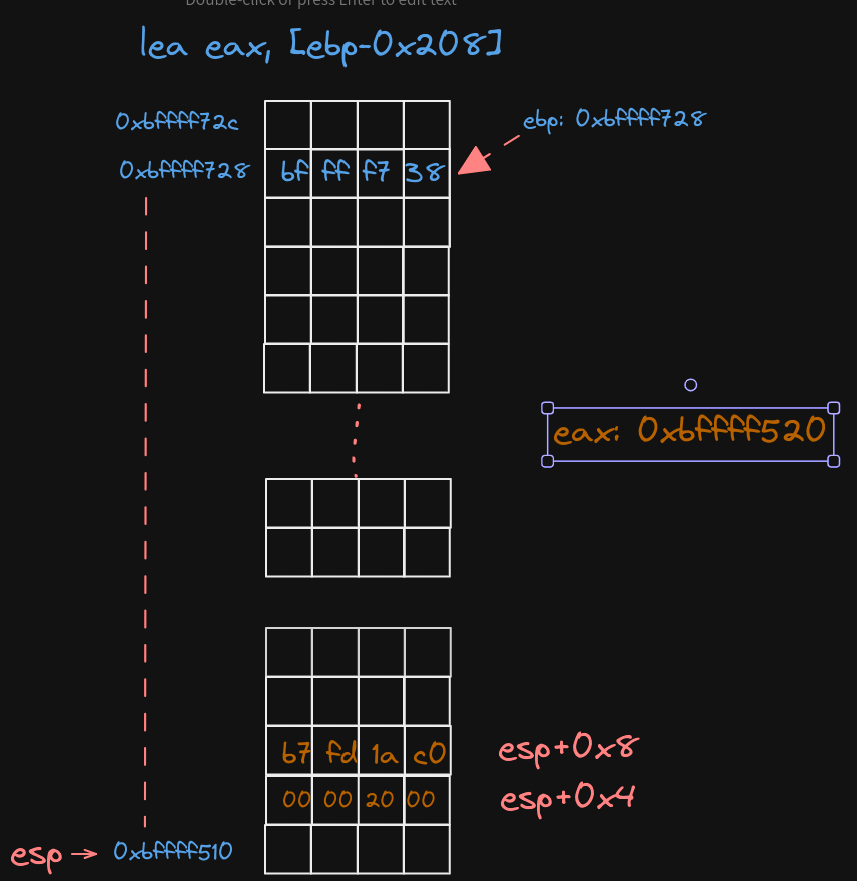 Double-click or press Enter to edit text
lea eax, [ebp-0x208]
0xbffff72c
ebp: 0xbffff728
0xbffff728
bf ff f7 38
eax: 0xbffff520
b7 fd 1a c0
esp+0x8
00 00 20 00
esp+0x4
esp → 0xbffff510